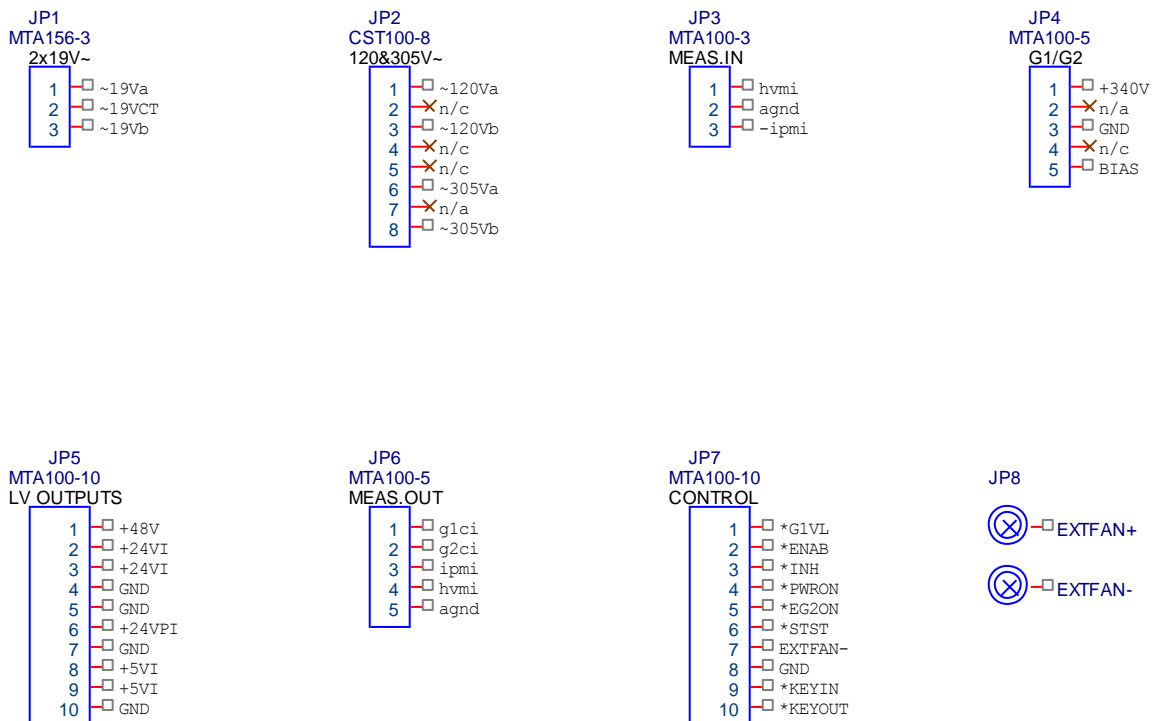 JP1
MTA156-3
2x19V~
1 ~19Va
2 ~19VCT
3 ~19Vb
JP2
CST100-8
120&305V~
1 ~120Va
2 n/c
3 ~120Vb
4 n/c
5 n/c
6 ~305Va
7 n/a
8 ~305Vb
JP3
MTA100-3
MEAS.IN
1 hvmi
2 agnd
3 -ipmi
JP4
MTA100-5
G1/G2
1 +340V
2 n/a
3 GND
4 n/c
5 BIAS
JP5
MTA100-10
LV OUTPUTS
1 +48V
2 +24VI
3 +24VI
4 GND
5 GND
6 +24VPI
7 GND
8 +5VI
9 +5VI
10 GND
JP6
MTA100-5
MEAS.OUT
1 g1ci
2 g2ci
3 ipmi
4 hvmi
5 agnd
JP7
MTA100-10
CONTROL
1 *G1VL
2 *ENAB
3 *INH
4 *PWRON
5 *EG2ON
6 *STST
7 EXTFAN-
8 GND
9 *KEYIN
10 *KEYOUT
JP8
EXTFAN+
EXTFAN-